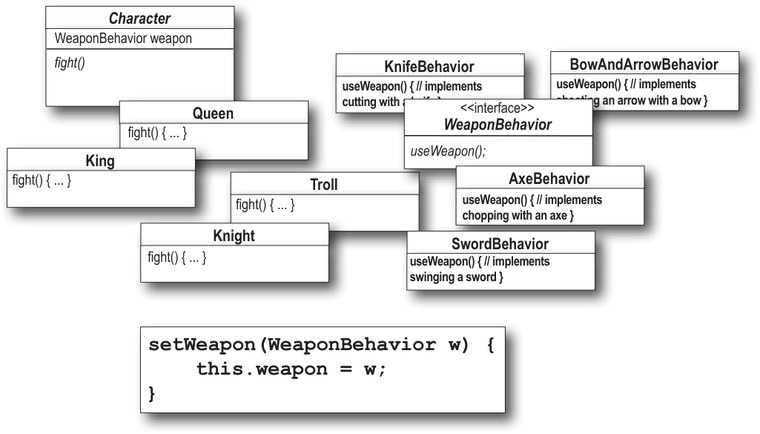 Character
WeaponBehavior weapon
fight()
Queen
fight() { ... }
King
fight() { ... }
Troll
fight() { ... }
Knight
fight() { ... }
KnifeBehavior
useWeapon() { // implements
cutting with a
BowAndArrowBehavior
useWeapon() { // implements
shooting an arrow with a bow }
<<interface>>
WeaponBehavior
useWeapon();
AxeBehavior
useWeapon() { // implements
chopping with an axe }
SwordBehavior
useWeapon() { // implements
swinging a sword }
setWeapon(WeaponBehavior w) {
this.weapon = w;
}